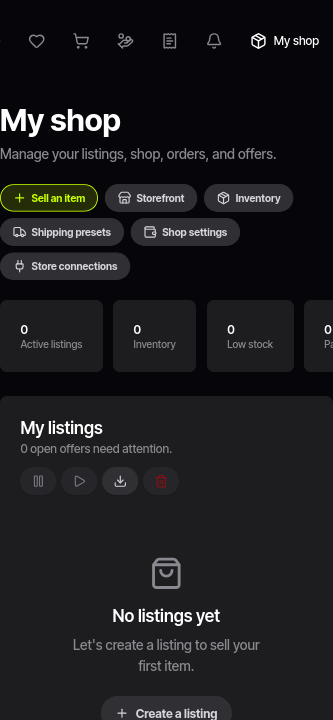 My shop
My shop
Manage your listings, shop, orders, and offers.
Sell an item
Storefront
Inventory
Shipping presets
Shop settings
Store connections
0
Active listings
0
Inventory
0
Low stock
0
Pa
My listings
0 open offers need attention.
No listings yet
Let's create a listing to sell your
first item.
Create a listing